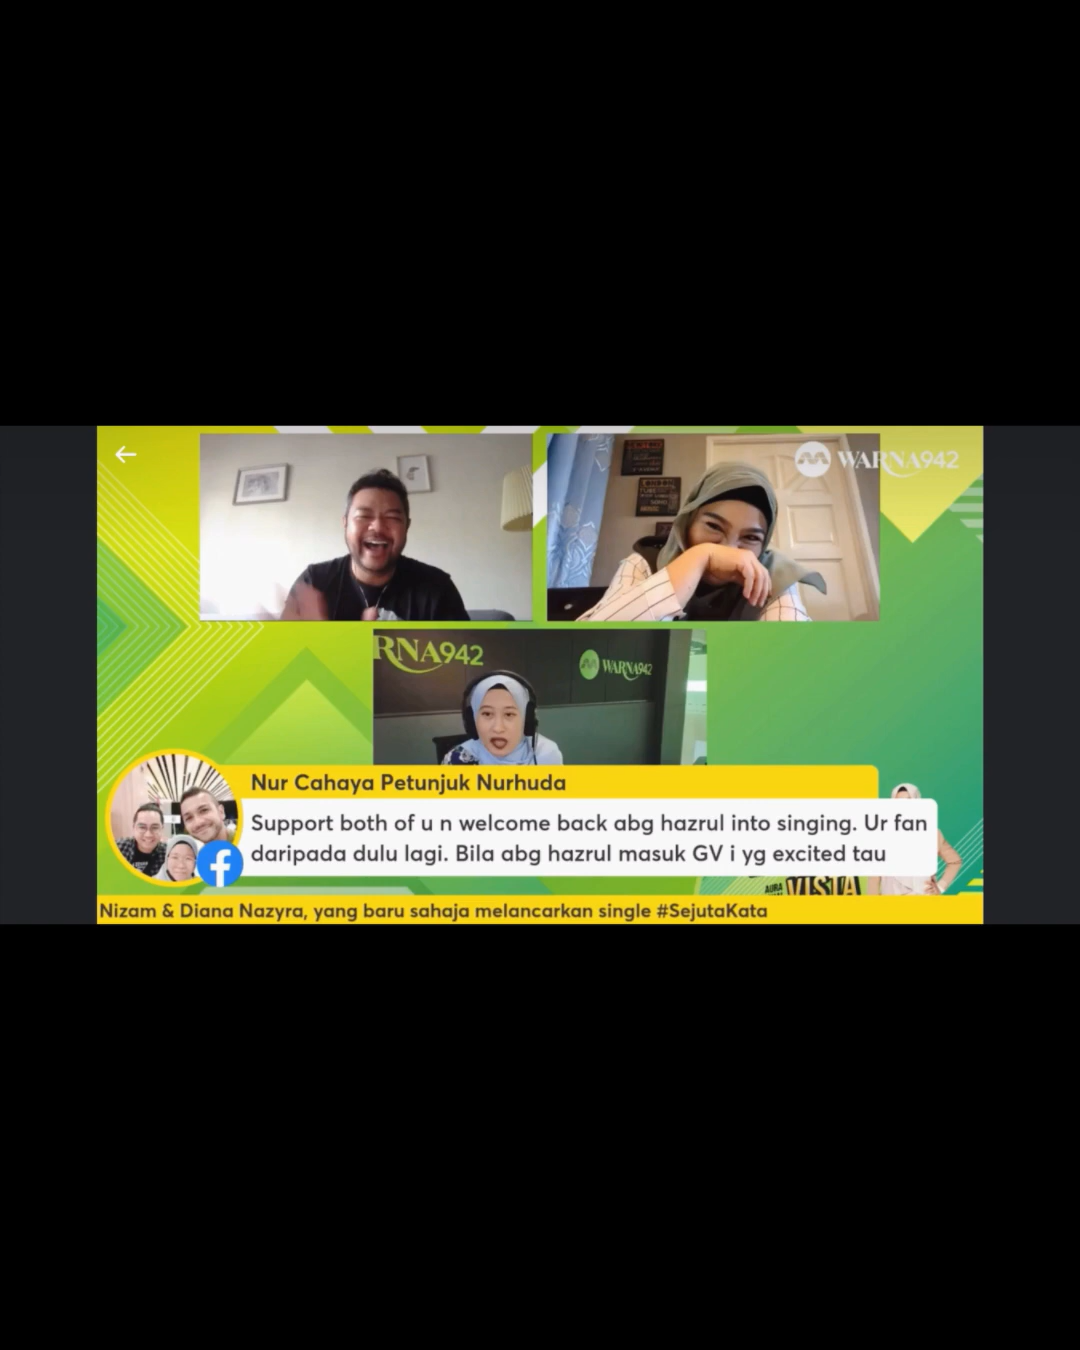 WARNA942
RNA942
WARNA942
Nur Cahaya Petunjuk Nurhuda
Support both of u n welcome back abg hazrul into singing. Ur fan
daripada dulu lagi. Bila abg hazrul masuk GV i yg excited tau
AURA
VISTA
Nizam & Diana Nazyra, yang baru sahaja melancarkan single #SejutaKata